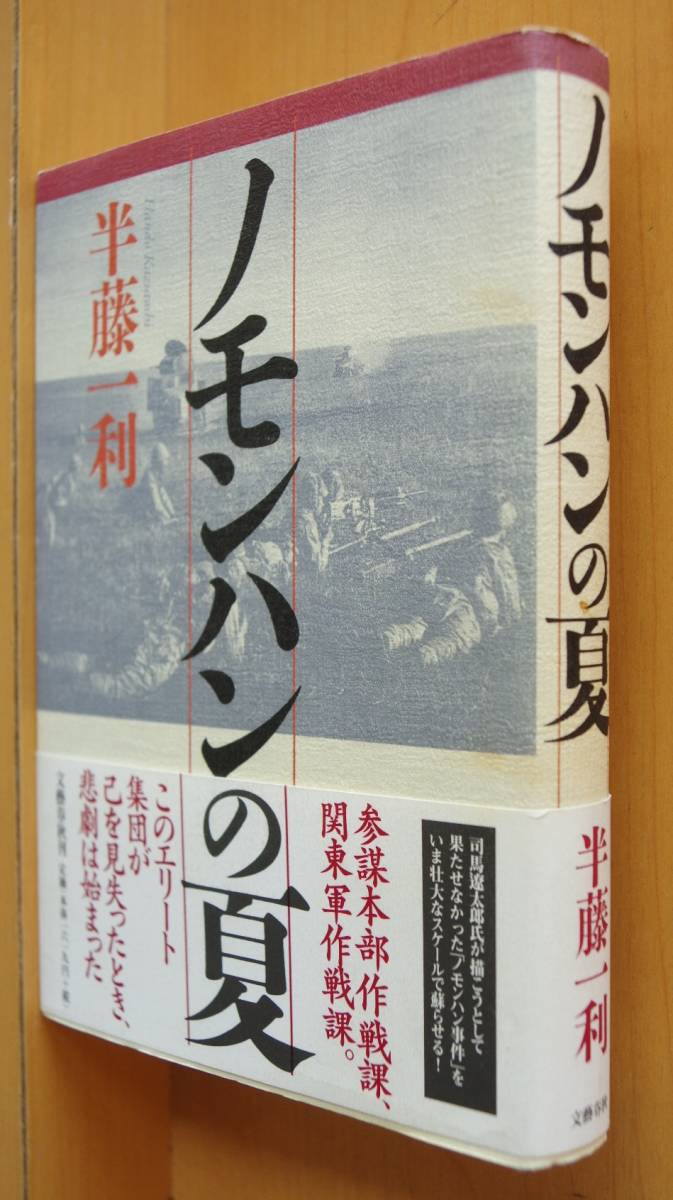 ノモンハンの夏
半藤一利
Hando Kazutoshi
司馬遼太郎氏が描こうとして
果たせなかった「ノモンハン事件」を
いま壮大なスケールで蘇らせる！
参謀本部作戦課、
関東軍作戦課。
このエリート
集団が
己を見失ったとき、
悲劇は始まった
文藝春秋刊
ノモンハンの夏
半藤一利
文藝春秋